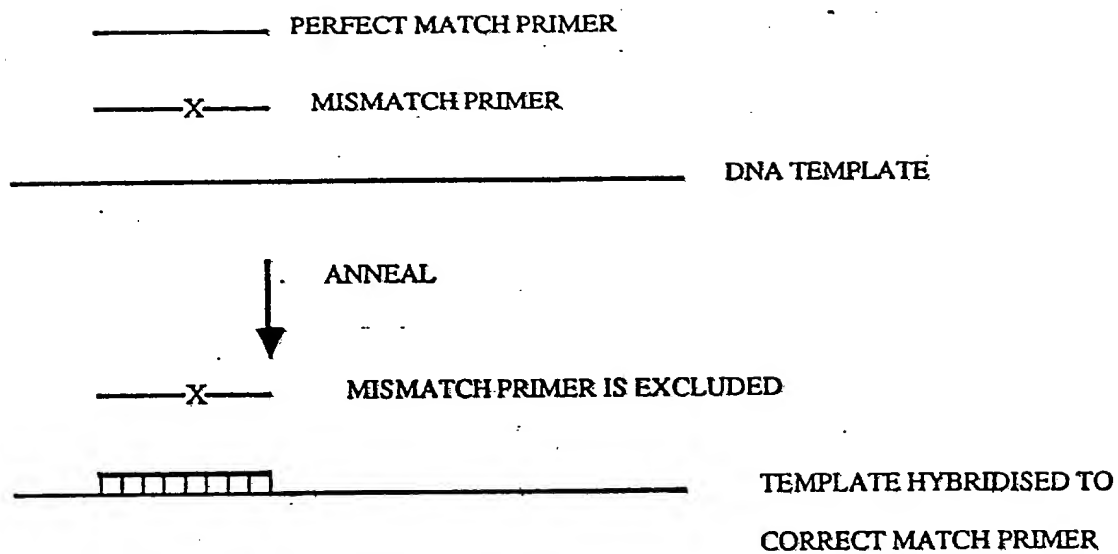 PERFECT MATCH PRIMER
X MISMATCH PRIMER
DNA TEMPLATE
ANNEAL
X MISMATCH PRIMER IS EXCLUDED
TEMPLATE HYBRIDISED TO
CORRECT MATCH PRIMER